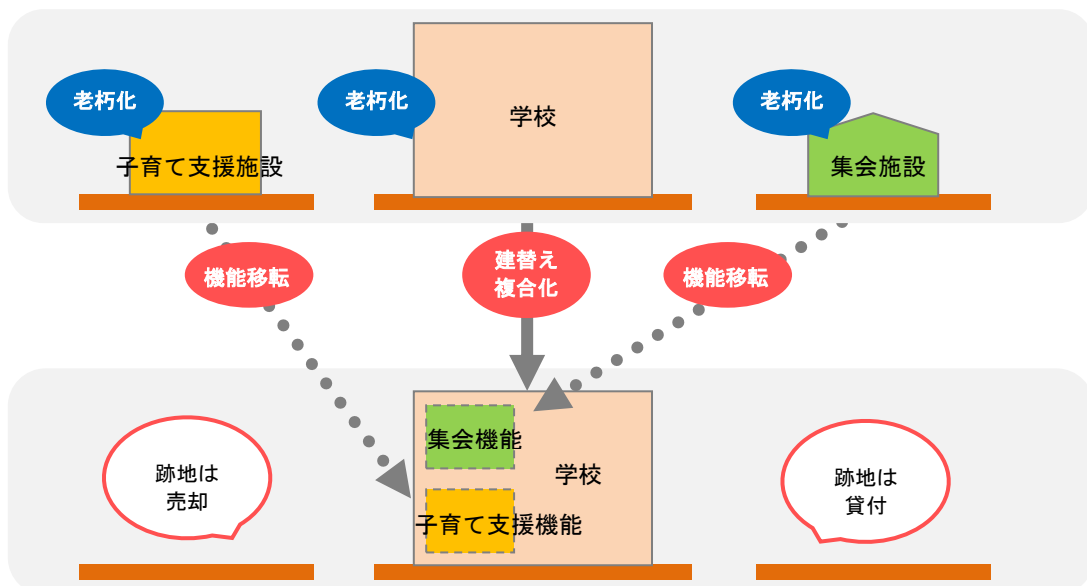 老朽化
老朽化
老朽化
学校
子育て支援施設
集会施設
機能移転
建替え
複合化
機能移転
集会機能
学校
子育て支援機能
跡地は
売却
跡地は
貸付